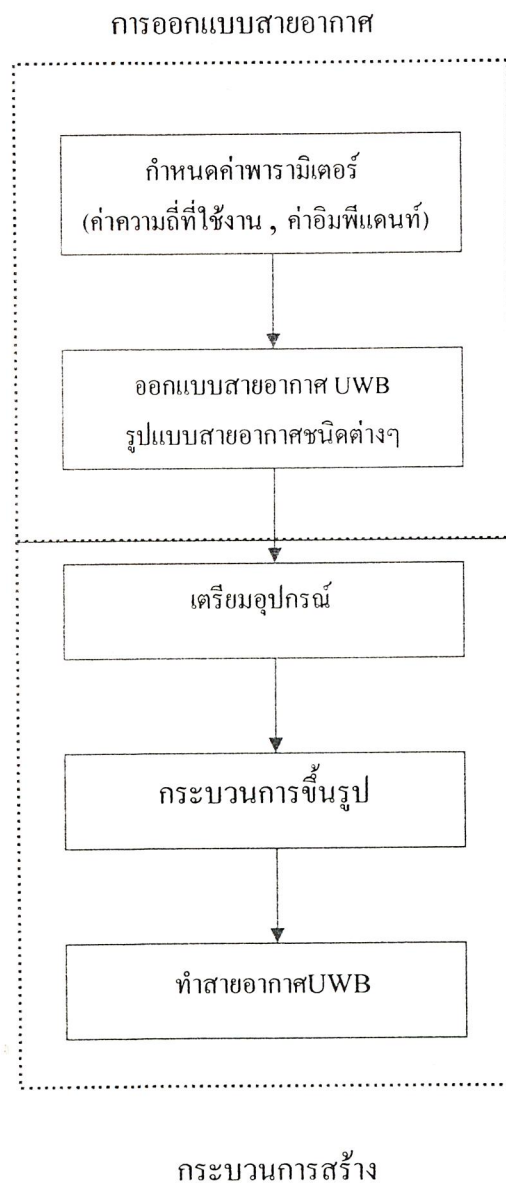 การออกแบบสายอากาศ
กำหนดค่าพารามิเตอร์
(ค่าความถี่ที่ใช้งาน , ค่าอิมพีแดนท์)
ออกแบบสายอากาศ UWB
รูปแบบสายอากาศชนิดต่างๆ
เตรียมอุปกรณ์
กระบวนการขึ้นรูป
ทำสายอากาศUWB
กระบวนการสร้าง